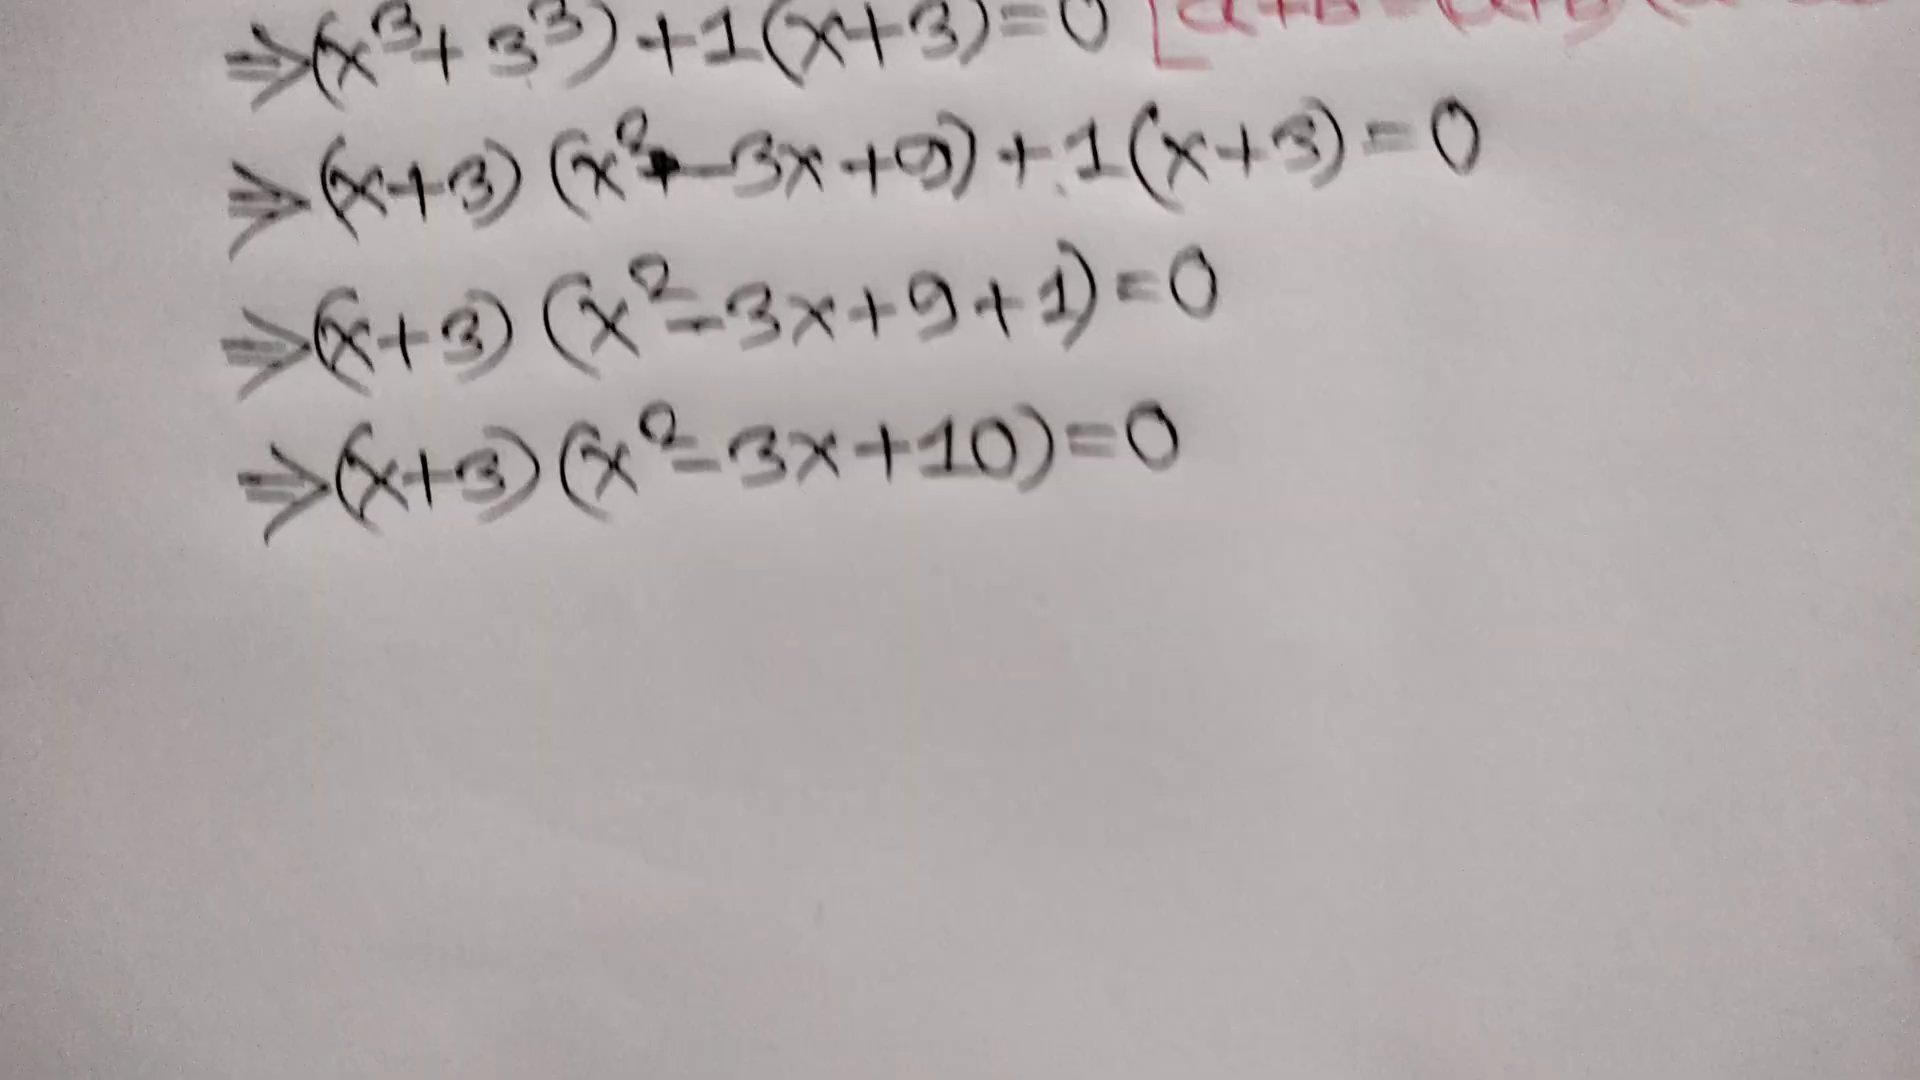 ⇒(x³+3³)+1(x+3)=0
⇒(x+3)(x²-3x+9)+1(x+3)=0
⇒(x+3)(x²-3x+9+1)=0
⇒(x+3)(x²-3x+10)=0